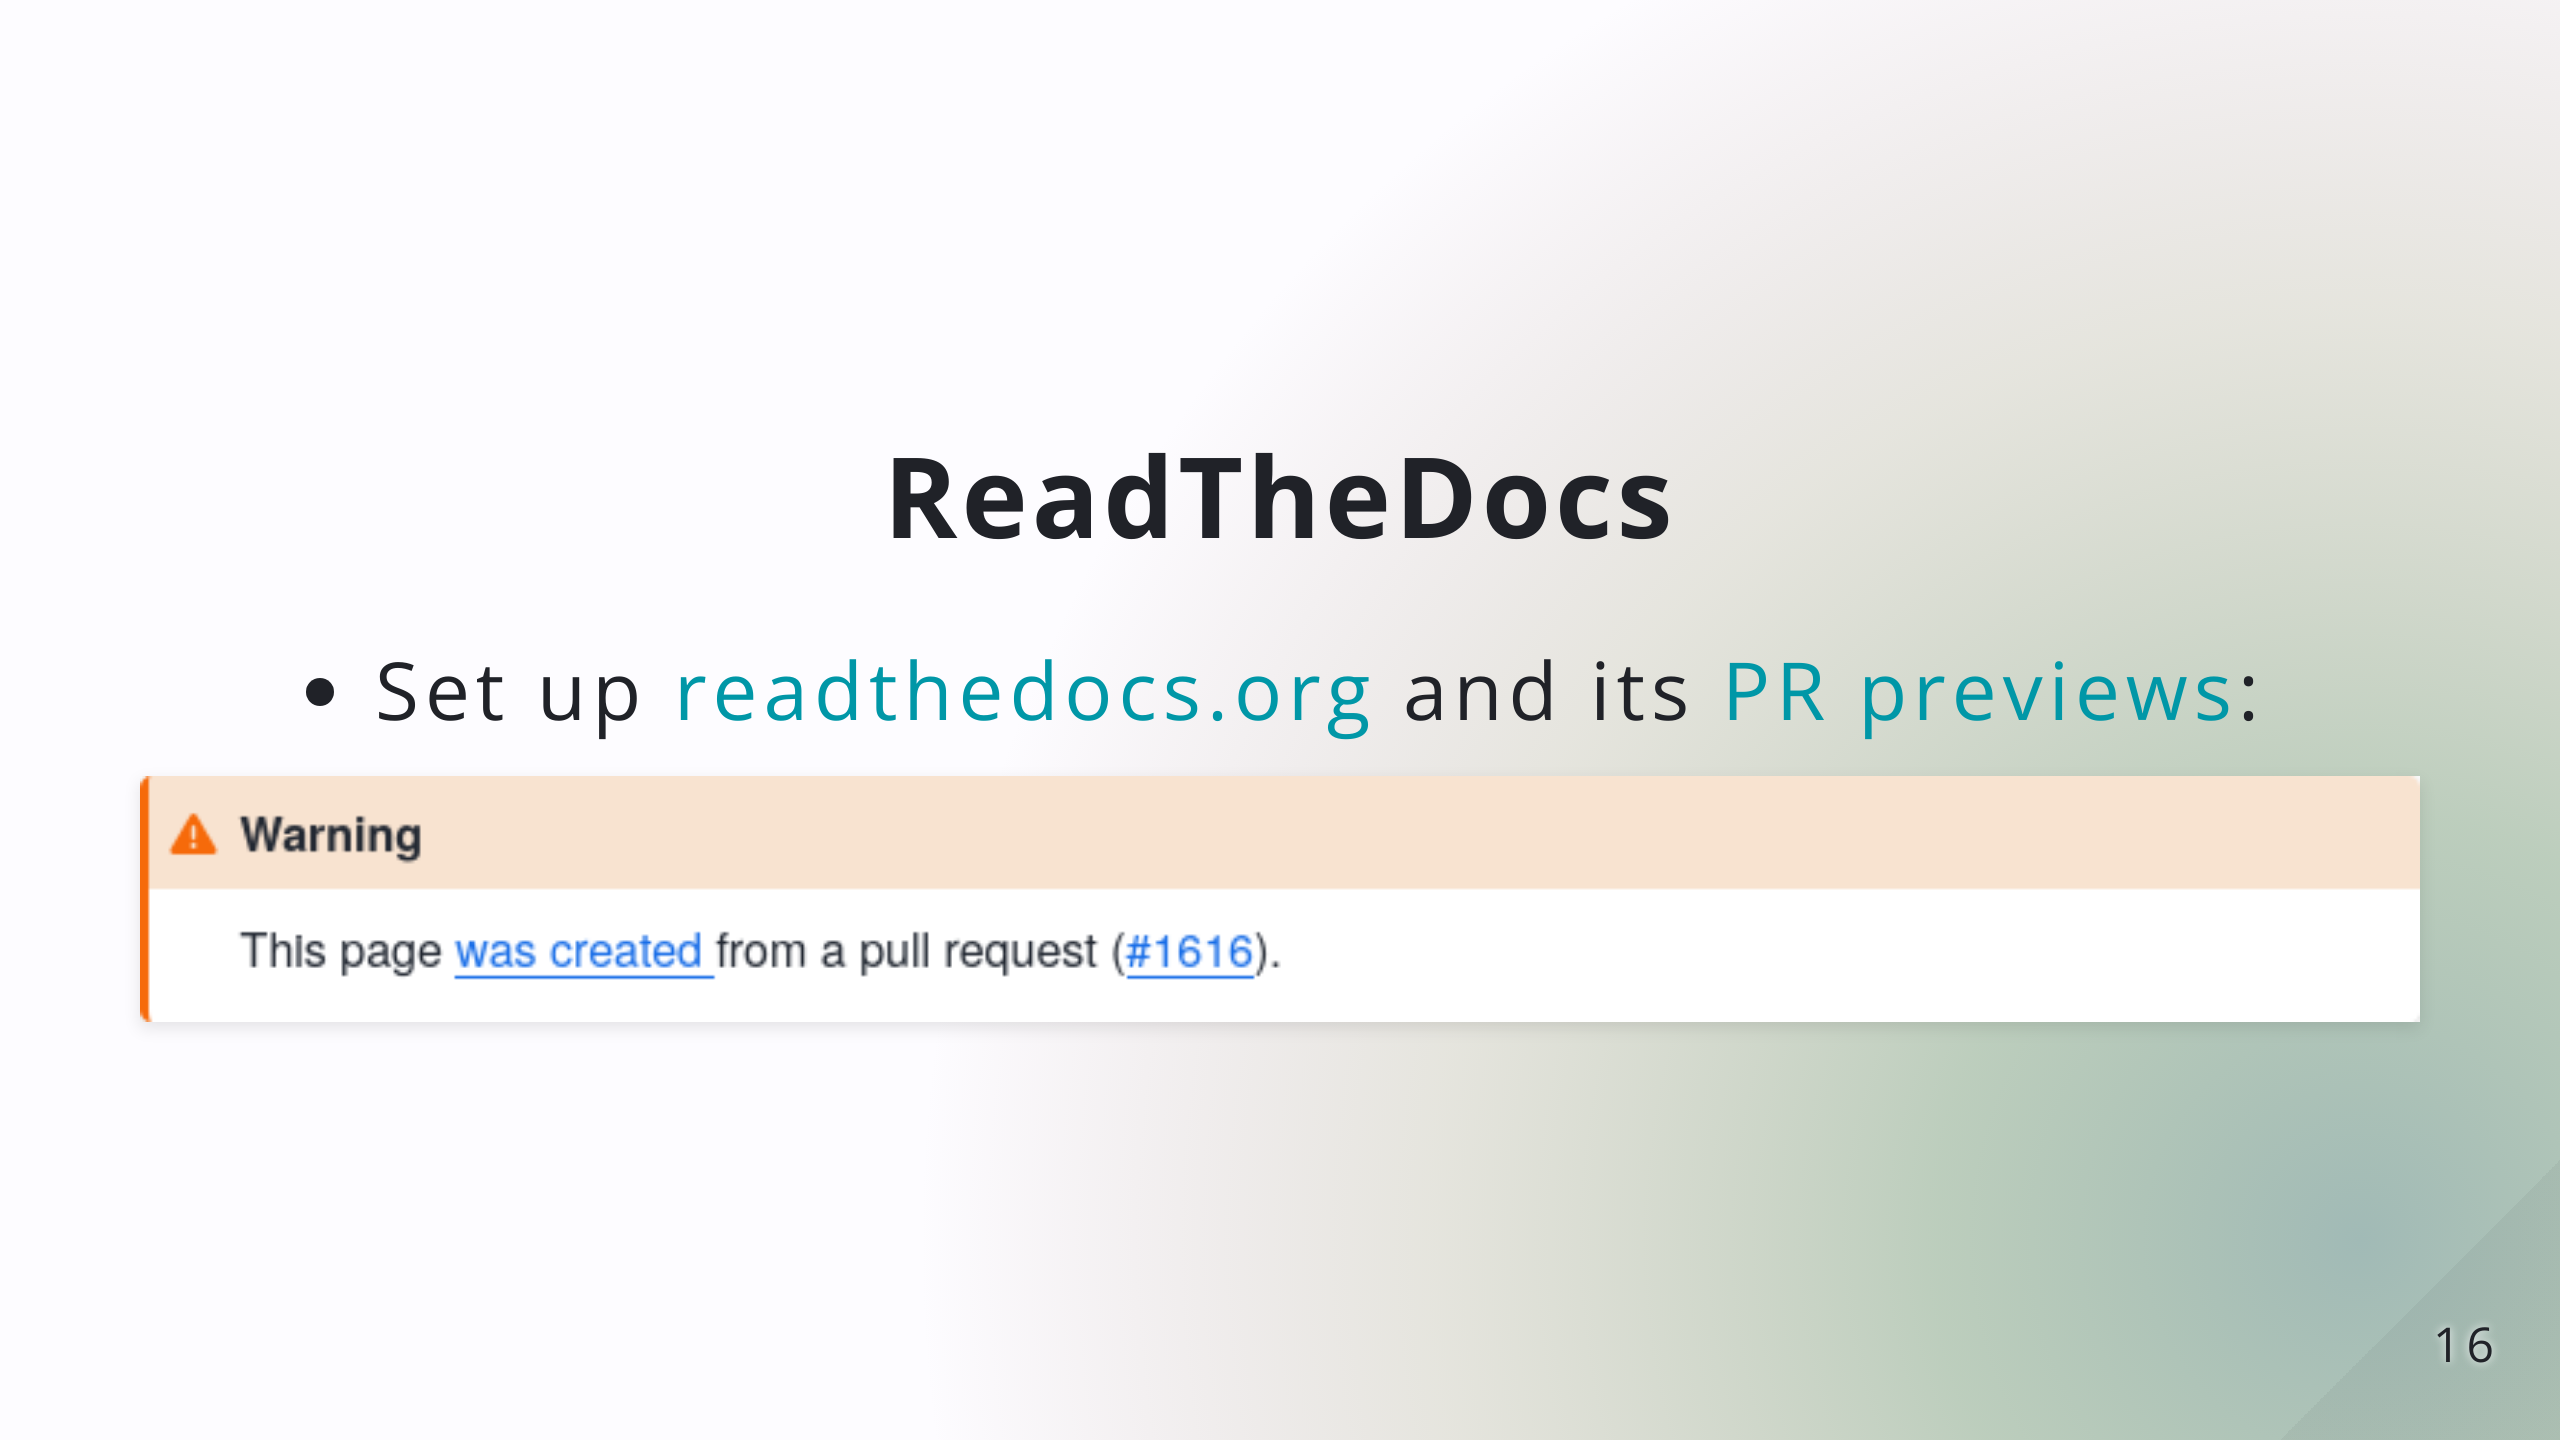 ReadTheDocs
• Set up readthedocs.org and its PR previews:
Warning
This page was created from a pull request (#1616).
16